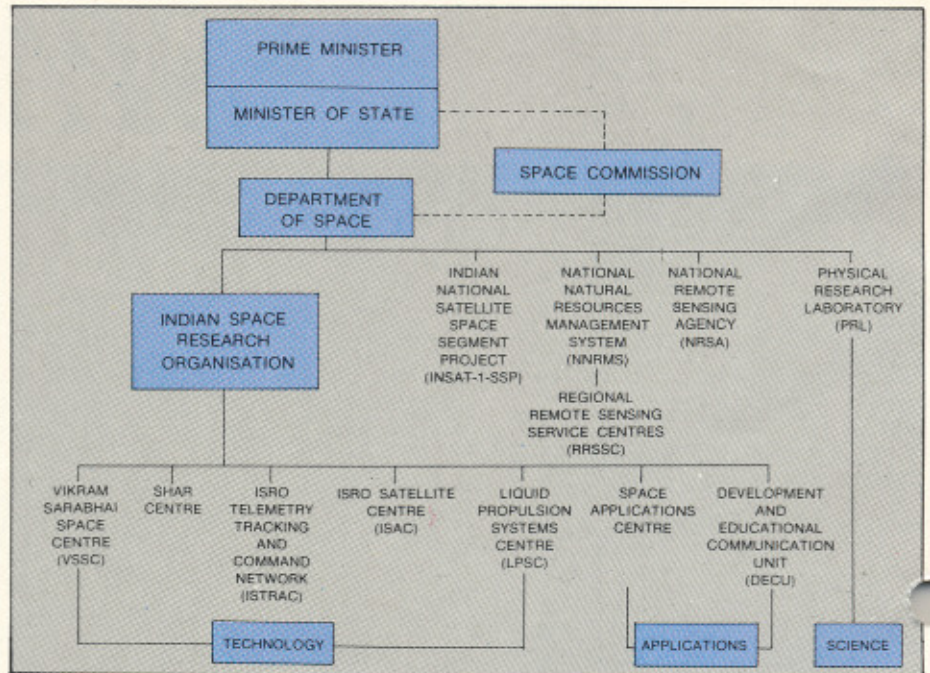 PRIME MINISTER
MINISTER OF STATE
SPACE COMMISSION
DEPARTMENT
OF SPACE
INDIAN SPACE
RESEARCH
ORGANISATION
INDIAN
NATIONAL
SATELLITE
SPACE
SEGMENT
PROJECT
(INSAT-1-SSP)
NATIONAL
NATURAL
RESOURCES
MANAGEMENT
SYSTEM
(NNRMS)
REGIONAL
REMOTE SENSING
SERVICE CENTRES
(RRSSC)
NATIONAL
REMOTE
SENSING
AGENCY
(NRSA)
PHYSICAL
RESEARCH
LABORATORY
(PRL)
VIKRAM
SARABHAI
SPACE
CENTRE
(VSSC)
SHAR
CENTRE
ISRO
TELEMETRY
TRACKING
AND
COMMAND
NETWORK
(ISTRAC)
ISRO SATELLITE
CENTRE
(ISAC)
LIQUID
PROPULSION
SYSTEMS
CENTRE
(LPSC)
SPACE
APPLICATIONS
CENTRE
DEVELOPMENT
AND
EDUCATIONAL
COMMUNICATION
UNIT
(DECU)
TECHNOLOGY
APPLICATIONS
SCIENCE